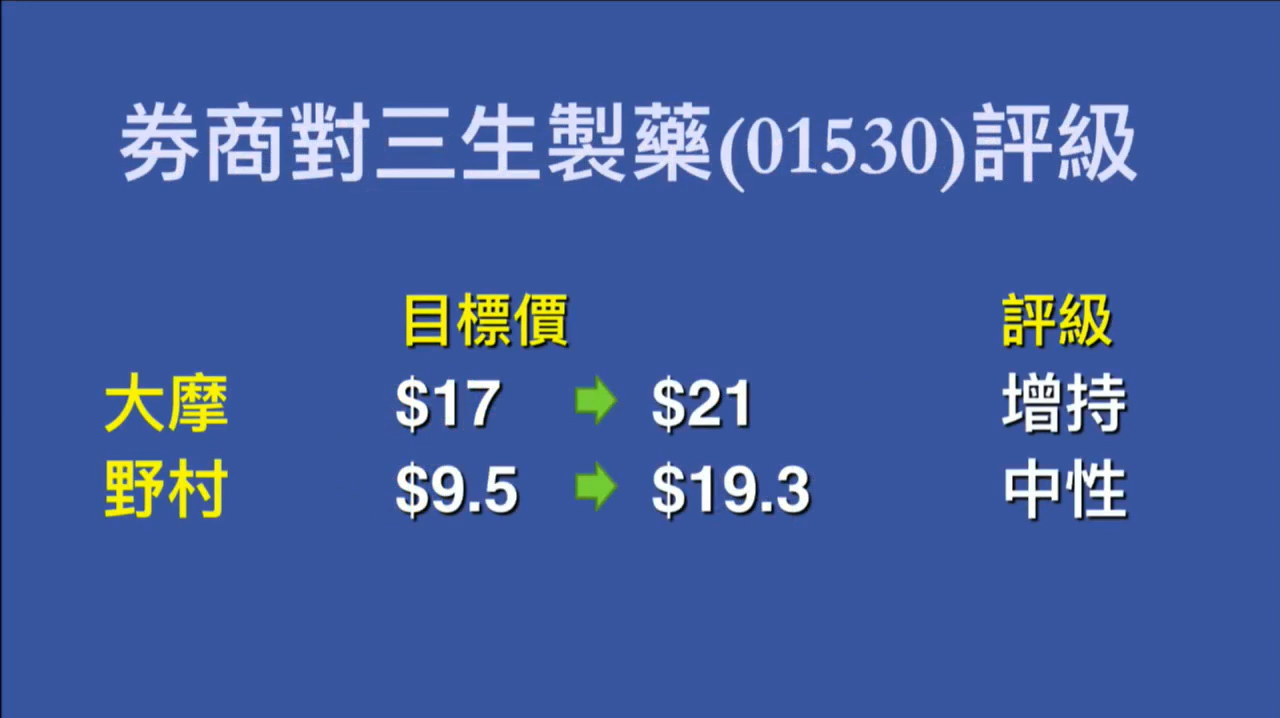 劵商對三生製藥(01530)評級
目標價 評級
大摩 $17 $21 增持
野村 $9.5 $19.3 中性